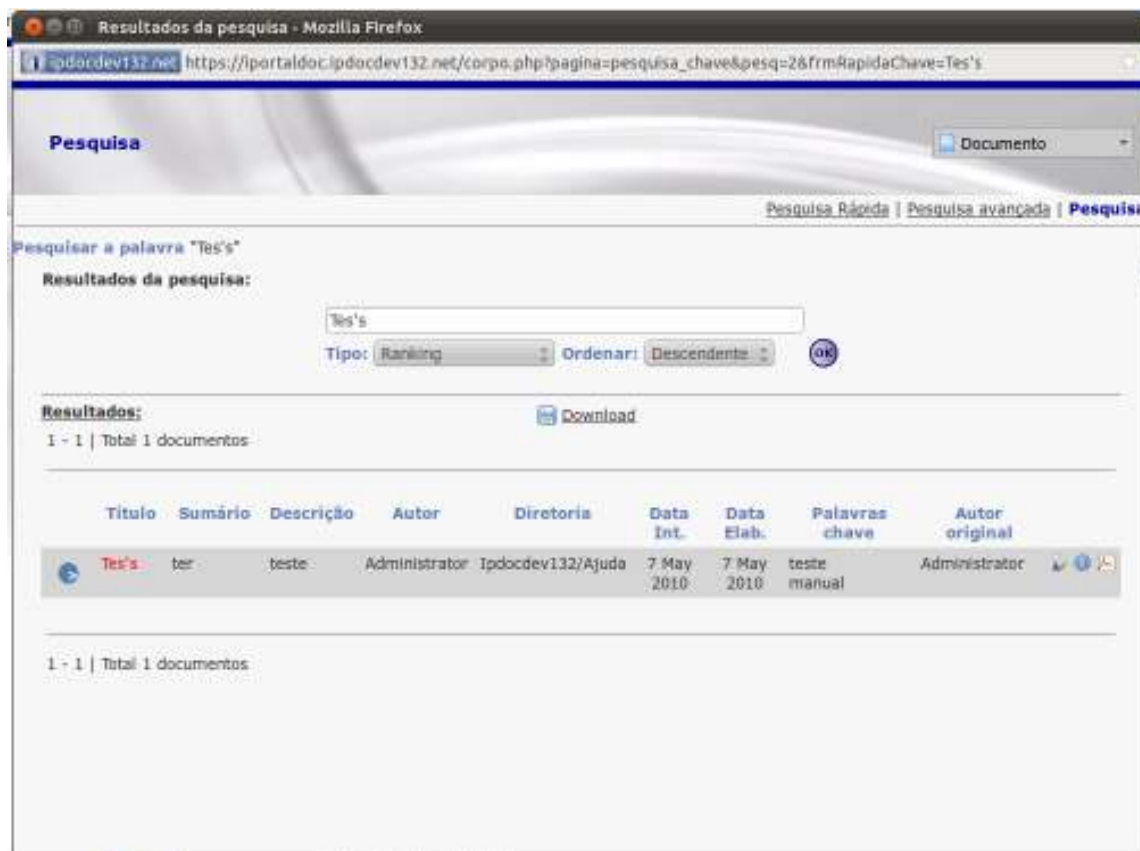 Resultados da pesquisa - Mozilla Firefox
ipdocdev132.net https://iportaldoc.ipdocdev132.net/corpo.php?pagina=pesquisa_chave&pesq=2&frmRapidaChave=Tes's
Pesquisa
Documento
Pesquisa Rápida | Pesquisa avançada | Pesquisa
Pesquisar a palavra "Tes's"
Resultados da pesquisa:
Tes's
Tipo: Ranking Ordenar: Descendente OK
Resultados: Download
1 - 1 | Total 1 documentos
Título Sumário Descrição Autor Diretoria Data Int. Data Elab. Palavras chave Autor original
Tes's ter teste Administrator Ipdocdev132/Ajuda 7 May 2010 7 May 2010 teste manual Administrator
1 - 1 | Total 1 documentos